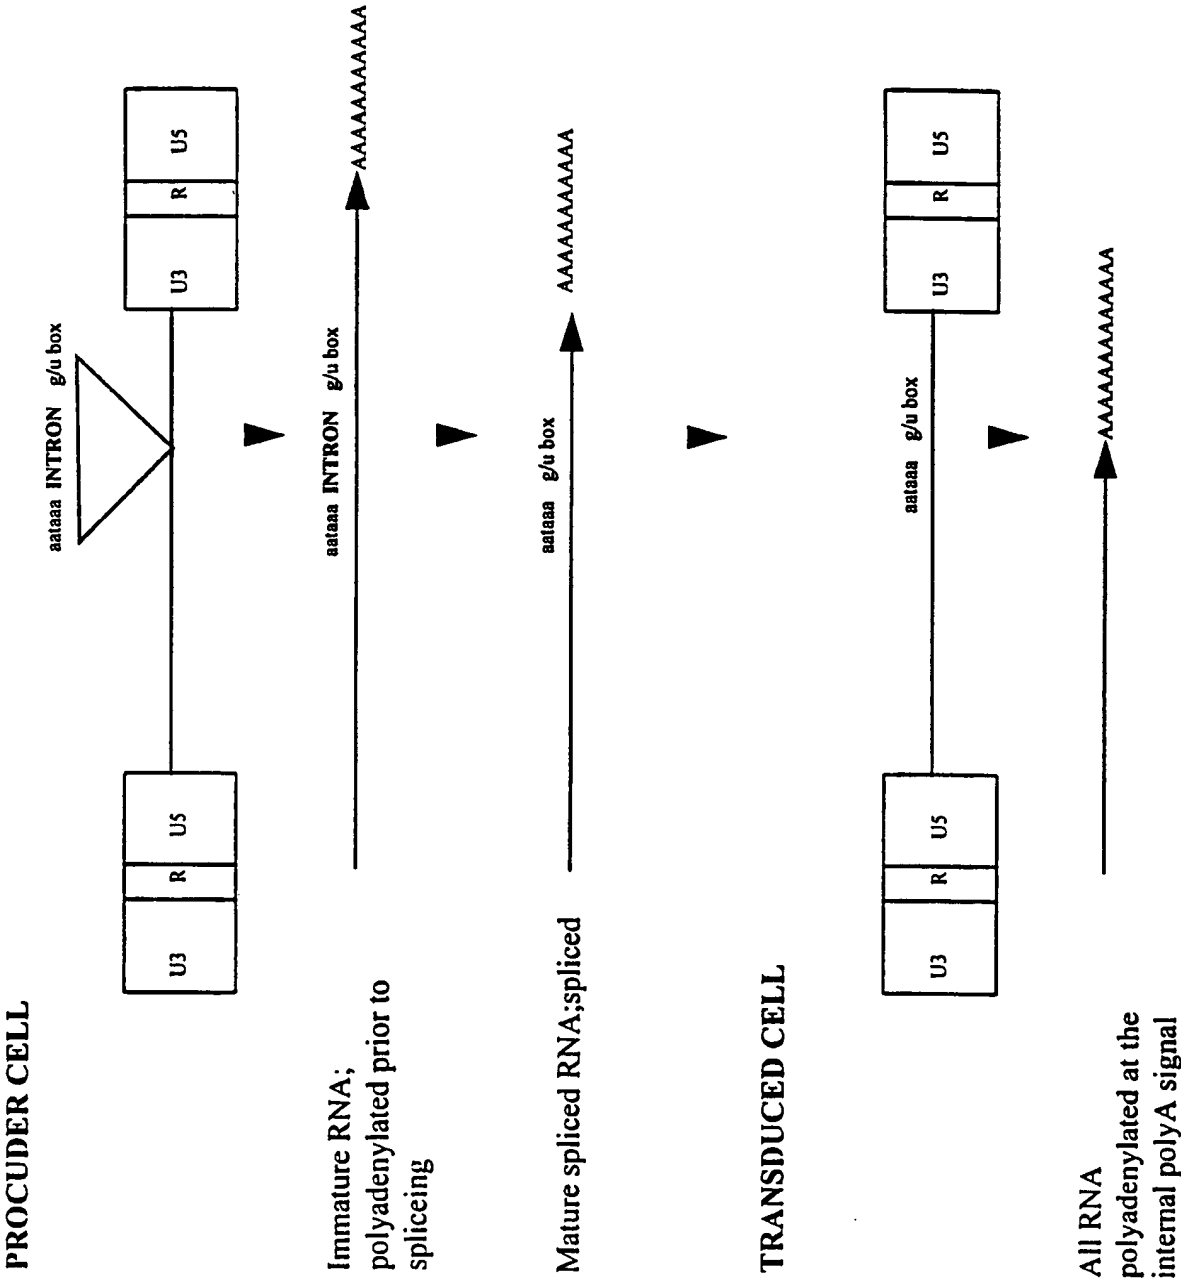 PROCUDER CELL
aataaa INTRON g/u box
U3 R U5
U3 R U5
Immature RNA;
polyadenylated prior to
spliceing
aataaa INTRON g/u box
AAAAAAAAAAAA
Mature spliced RNA;spliced
aataaa g/u box
AAAAAAAAAAAA
TRANSDUCED CELL
aataaa g/u box
U3 R U5
U3 R U5
All RNA
polyadenylated at the
internal polyA signal
AAAAAAAAAAAAA